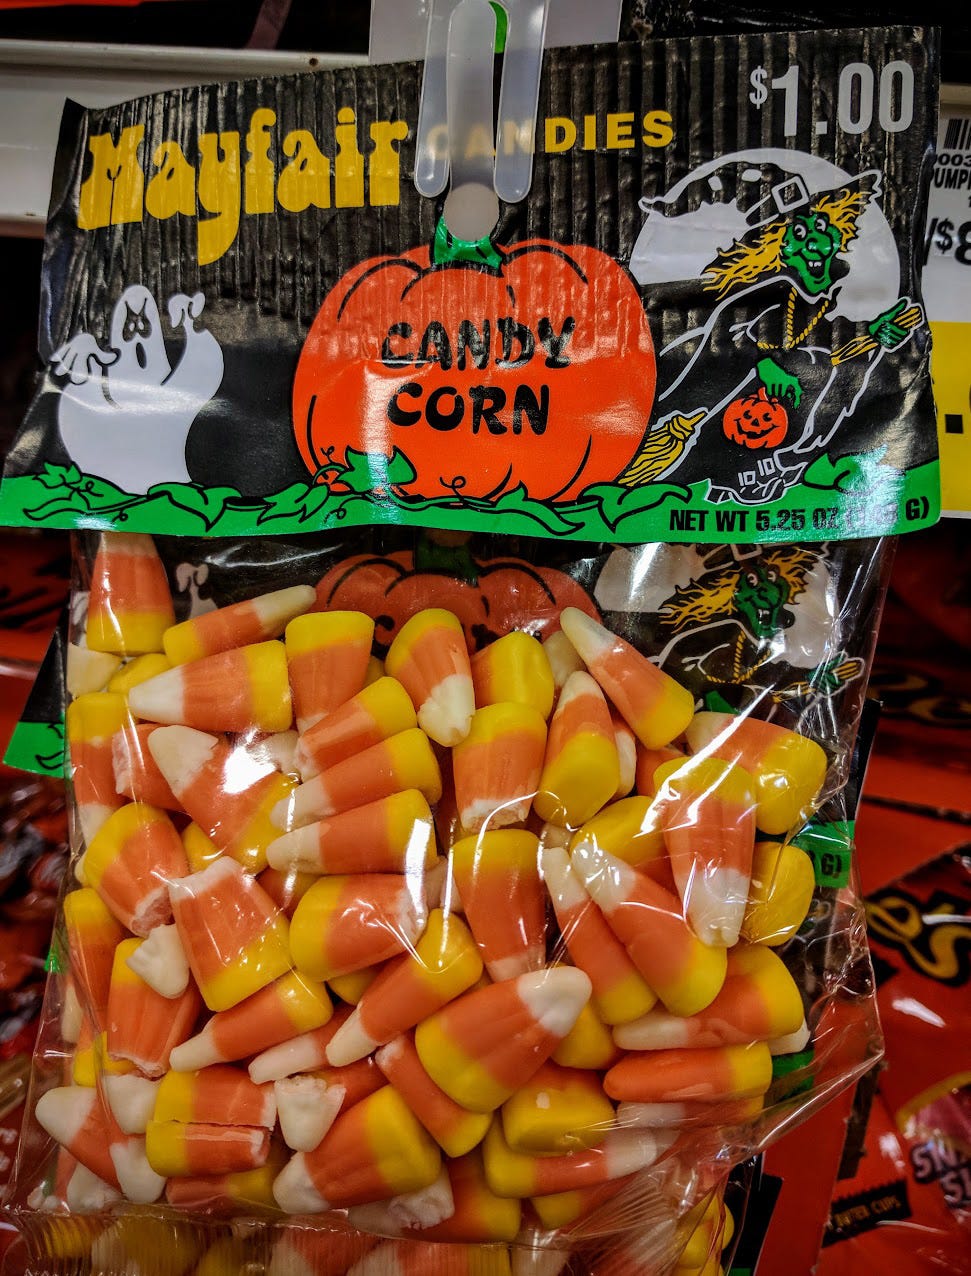 $1.00
Mayfair CANDIES
CANDY
CORN
NET WT 5.25 OZ G)
G)